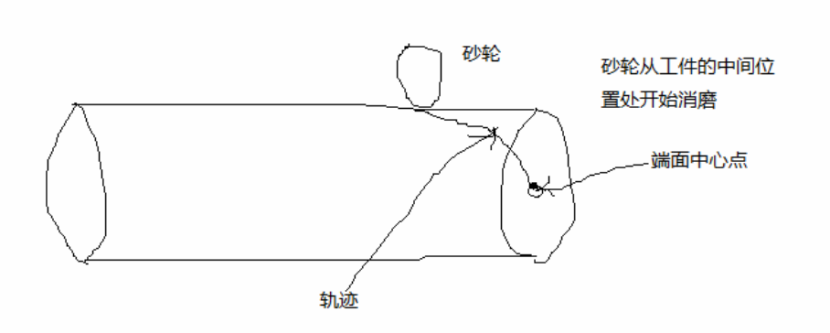 砂轮
砂轮从工件的中间位
置处开始消磨
端面中心点
轨迹